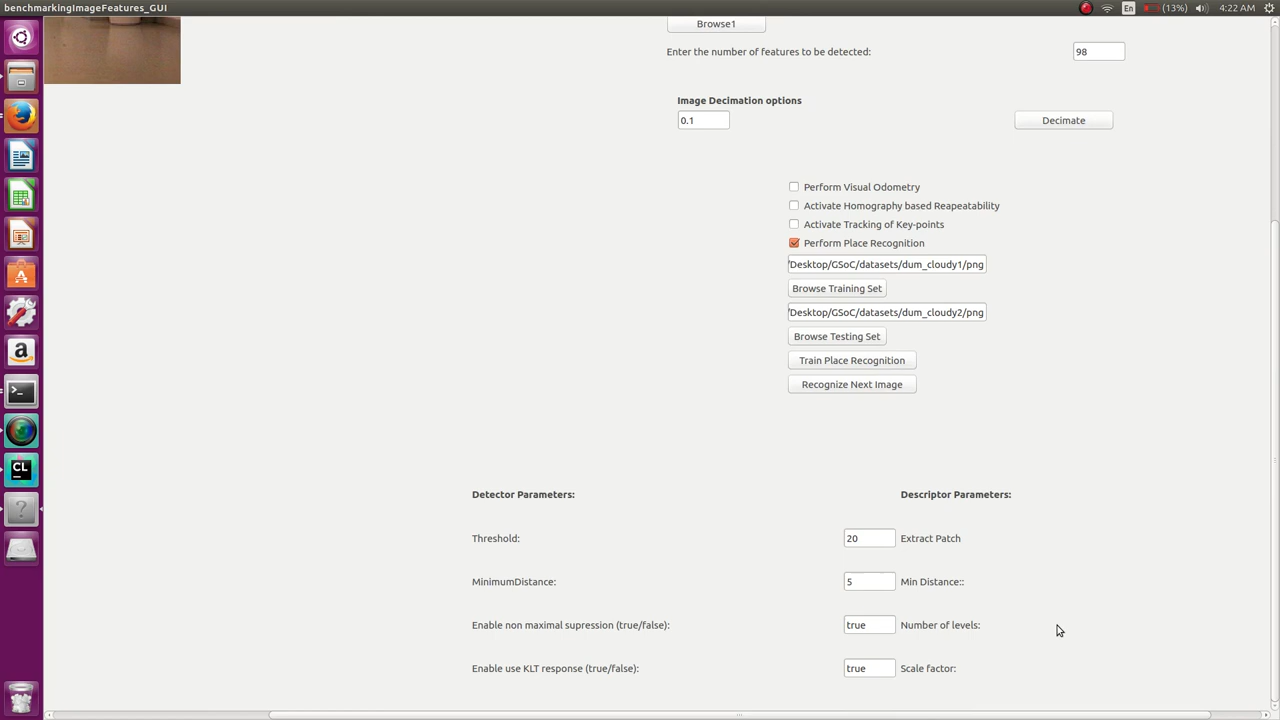 benchmarkingImageFeatures_GUI
En
(13%)
4:22 AM
Browse1
Enter the number of features to be detected:
98
Image Decimation options
0.1
Decimate
Perform Visual Odometry
Activate Homography based Reapeatability
Activate Tracking of Key-points
Perform Place Recognition
/Desktop/GSoC/datasets/dum_cloudy1/png
Browse Training Set
/Desktop/GSoC/datasets/dum_cloudy2/png
Browse Testing Set
Train Place Recognition
Recognize Next Image
CL
Detector Parameters:
Descriptor Parameters:
Threshold:
20
Extract Patch
MinimumDistance:
5
Min Distance::
Enable non maximal supression (true/false):
true
Number of levels:
Enable use KLT response (true/false):
true
Scale factor: